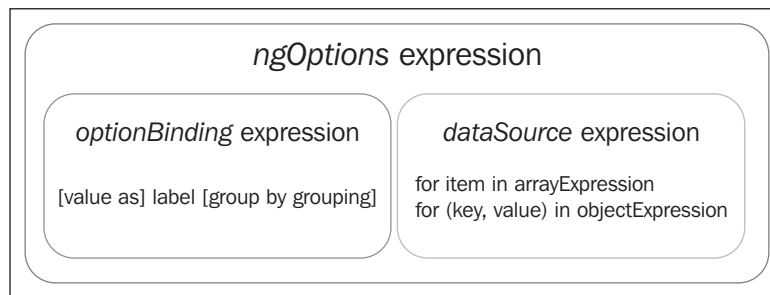 ngOptions expression
optionBinding expression
[value as] label [group by grouping]
dataSource expression
for item in arrayExpression
for (key, value) in objectExpression